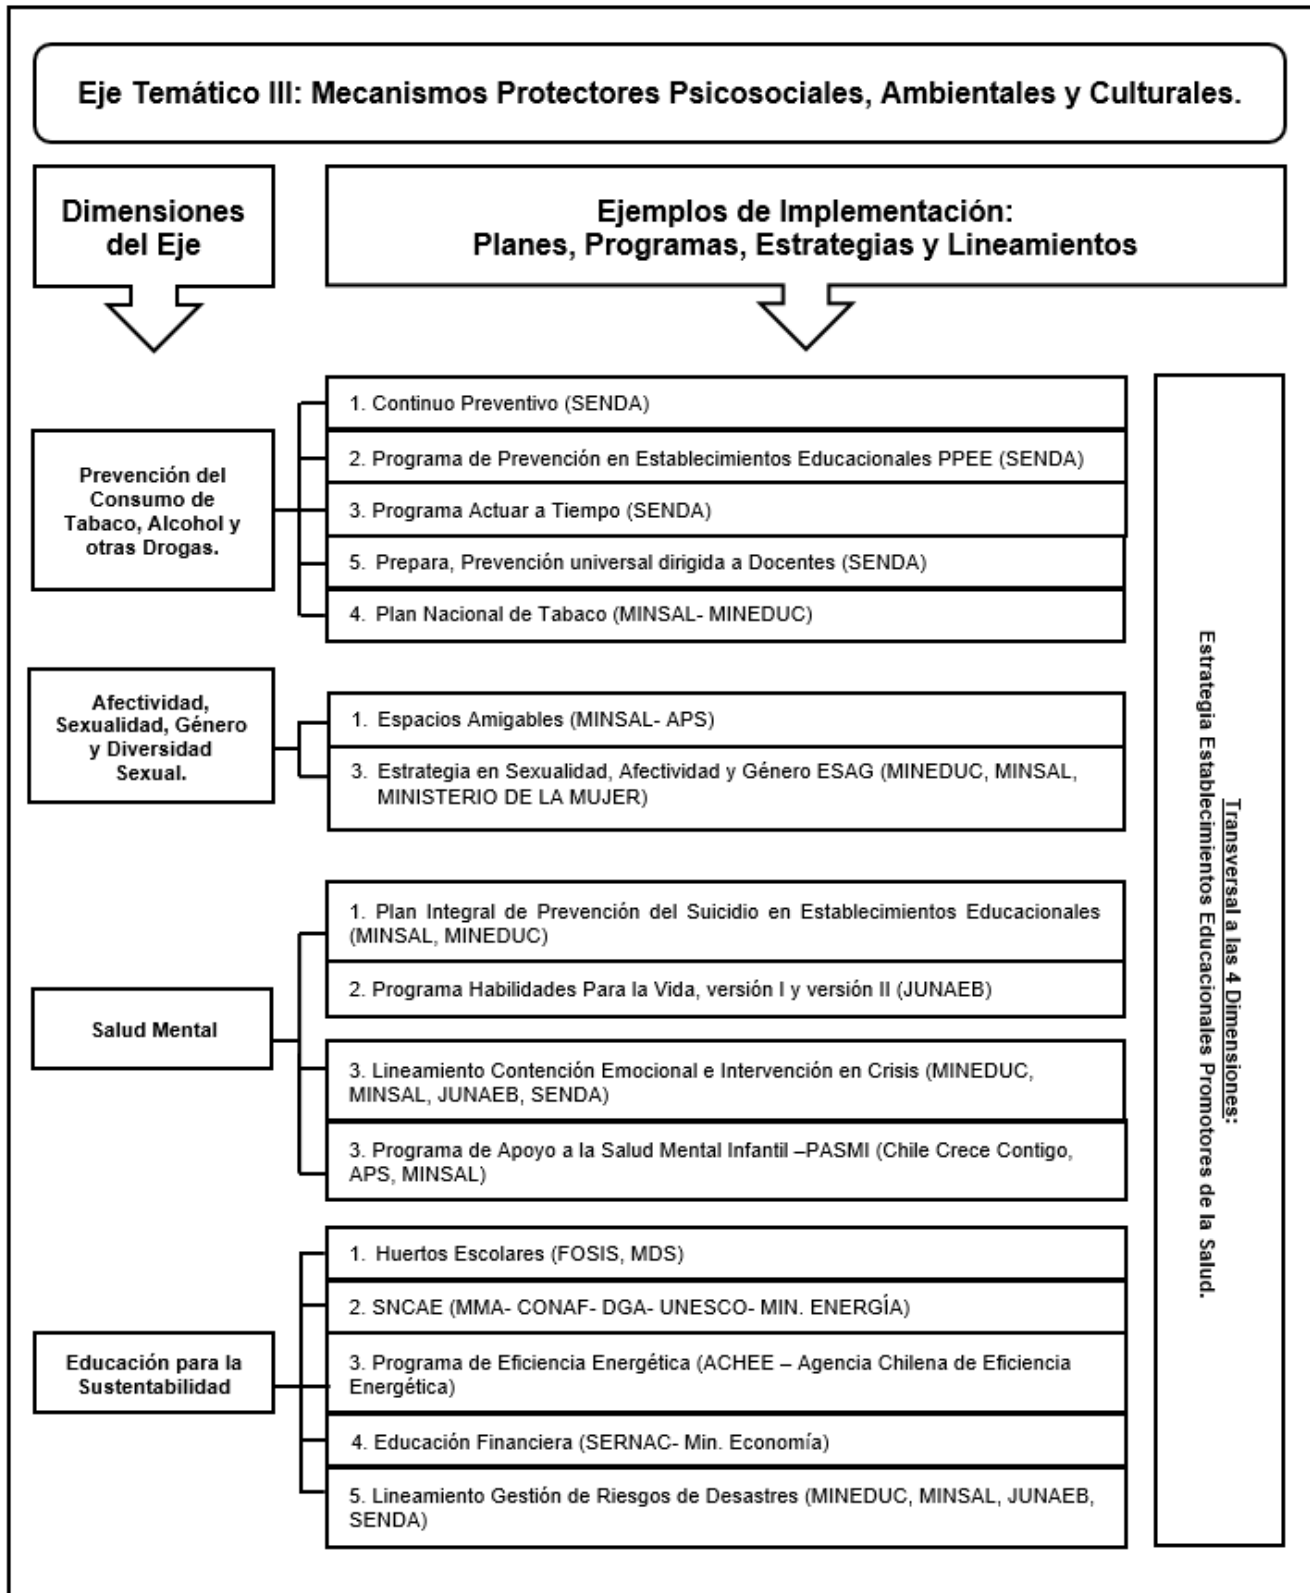 Eje Temático III: Mecanismos Protectores Psicosociales, Ambientales y Culturales.
Dimensiones
del Eje
Ejemplos de Implementación:
Planes, Programas, Estrategias y Lineamientos
Prevención del
Consumo de
Tabaco, Alcohol y
otras Drogas.
1. Continuo Preventivo (SENDA)
2. Programa de Prevención en Establecimientos Educacionales PPEE (SENDA)
3. Programa Actuar a Tiempo (SENDA)
5. Prepara, Prevención universal dirigida a Docentes (SENDA)
4. Plan Nacional de Tabaco (MINSAL- MINEDUC)
Afectividad,
Sexualidad, Género
y Diversidad
Sexual.
1. Espacios Amigables (MINSAL- APS)
3. Estrategia en Sexualidad, Afectividad y Género ESAG (MINEDUC, MINSAL,
MINISTERIO DE LA MUJER)
Salud Mental
1. Plan Integral de Prevención del Suicidio en Establecimientos Educacionales
(MINSAL, MINEDUC)
2. Programa Habilidades Para la Vida, versión I y versión II (JUNAEB)
3. Lineamiento Contención Emocional e Intervención en Crisis (MINEDUC,
MINSAL, JUNAEB, SENDA)
3. Programa de Apoyo a la Salud Mental Infantil –PASMI (Chile Crece Contigo,
APS, MINSAL)
Educación para la
Sustentabilidad
1. Huertos Escolares (FOSIS, MDS)
2. SNCAE (MMA- CONAF- DGA- UNESCO- MIN. ENERGÍA)
3. Programa de Eficiencia Energética (ACHEE – Agencia Chilena de Eficiencia
Energética)
4. Educación Financiera (SERNAC- Min. Economía)
5. Lineamiento Gestión de Riesgos de Desastres (MINEDUC, MINSAL, JUNAEB,
SENDA)
Transversal a las 4 Dimensiones:
Estrategia Establecimientos Educacionales Promotores de la Salud.